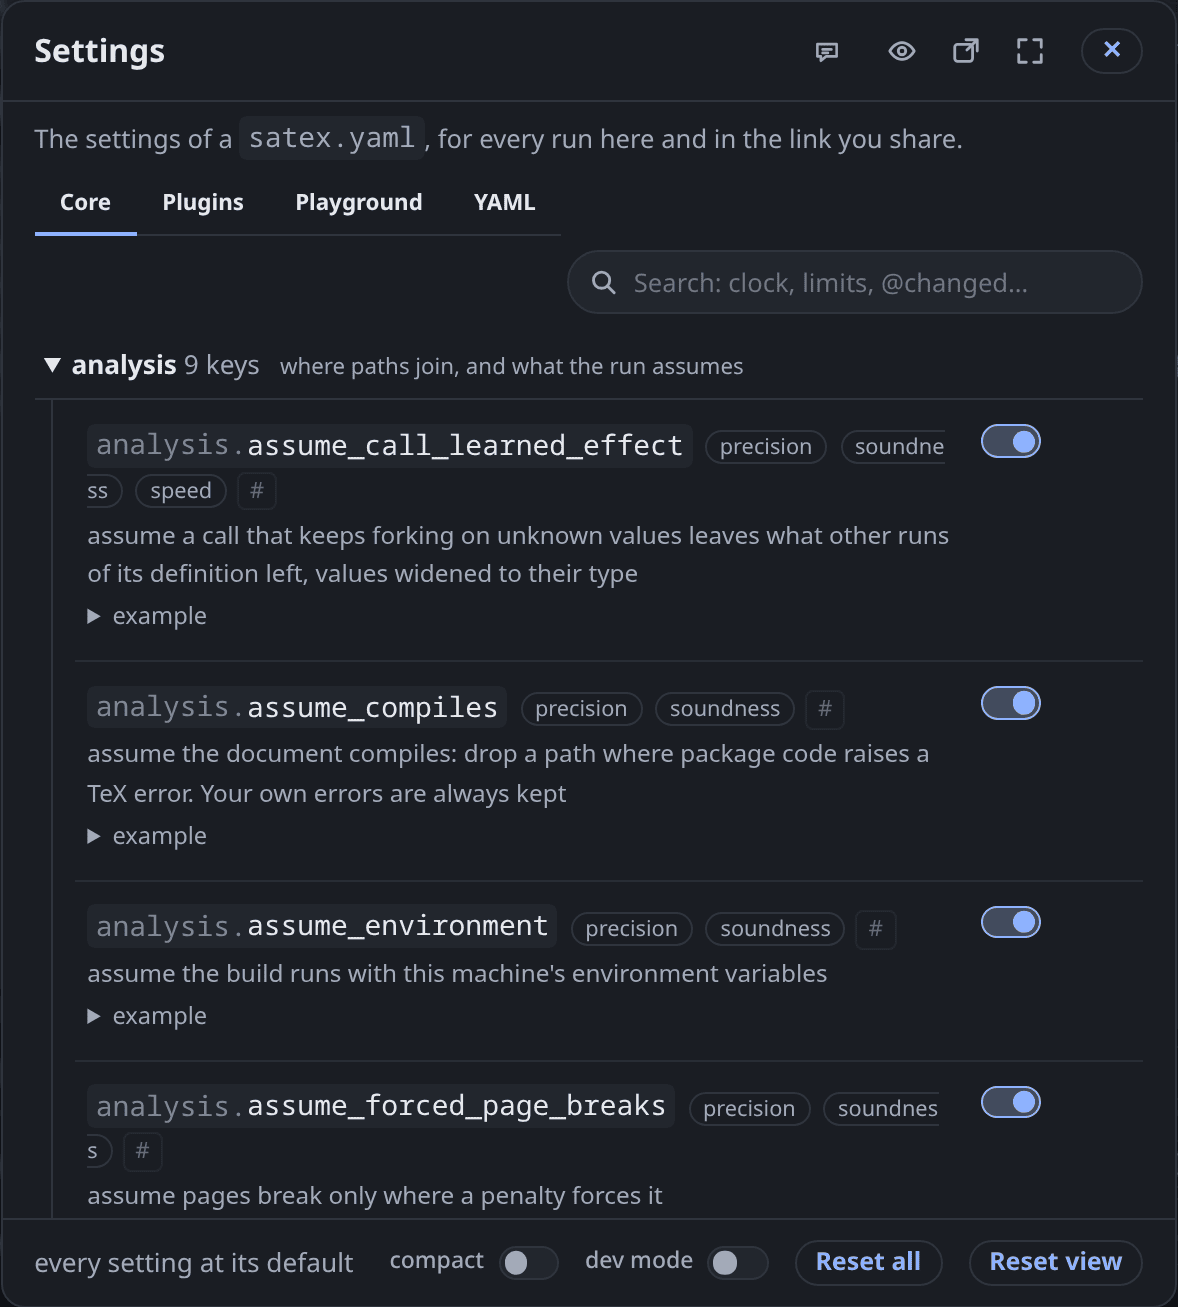 Settings
The settings of a satex.yaml, for every run here and in the link you share.
Core Plugins Playground YAML
Search: clock, limits, @changed...
analysis 9 keys where paths join, and what the run assumes
analysis.assume_call_learned_effect precision soundne
ss speed #
assume a call that keeps forking on unknown values leaves what other runs
of its definition left, values widened to their type
example
analysis.assume_compiles precision soundness #
assume the document compiles: drop a path where package code raises a
TeX error. Your own errors are always kept
example
analysis.assume_environment precision soundness #
assume the build runs with this machine's environment variables
example
analysis.assume_forced_page_breaks precision soundnes
s #
assume pages break only where a penalty forces it
every setting at its default compact dev mode Reset all Reset view